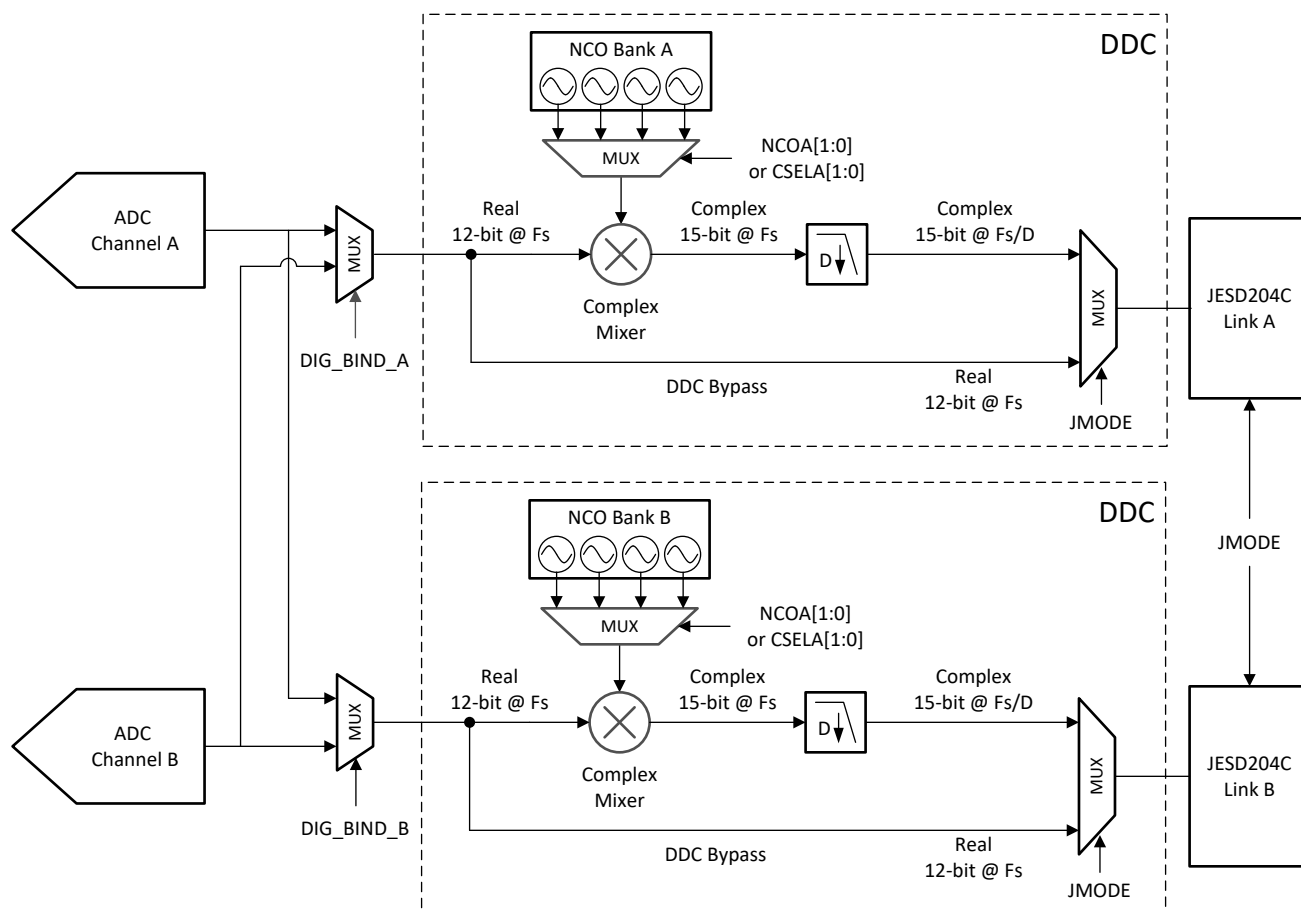 DDC
NCO Bank A
MUX
NCOA[1:0]
or CSELA[1:0]
ADC
Channel A
MUX
DIG_BIND_A
Real
12-bit @ Fs
Complex
15-bit @ Fs
Complex
15-bit @ Fs/D
D
Complex
Mixer
MUX
JESD204C
Link A
DDC Bypass
Real
12-bit @ Fs
JMODE
JMODE
DDC
NCO Bank B
MUX
NCOA[1:0]
or CSELA[1:0]
ADC
Channel B
MUX
DIG_BIND_B
Real
12-bit @ Fs
Complex
15-bit @ Fs
Complex
15-bit @ Fs/D
D
Complex
Mixer
MUX
JESD204C
Link B
DDC Bypass
Real
12-bit @ Fs
JMODE